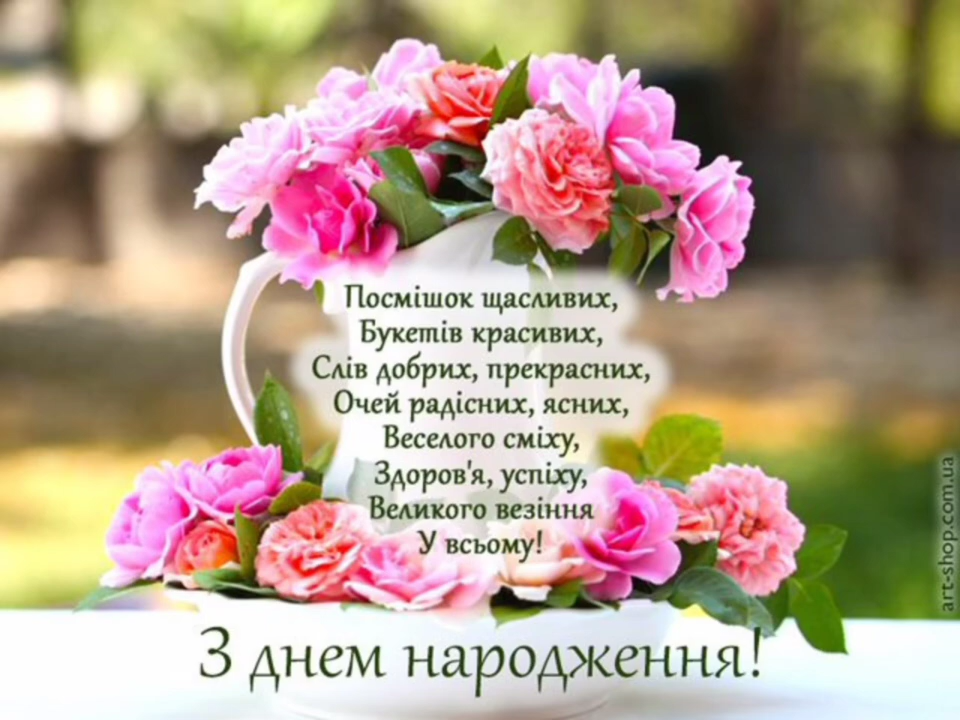 Посмішок щасливих,
Букетів красивих,
Слів добрих, прекрасних,
Очей радісних, ясних,
Веселого сміху,
Здоров'я, успіху,
Великого везіння
У всьому!
З днем народження!
art-shop.com.ua